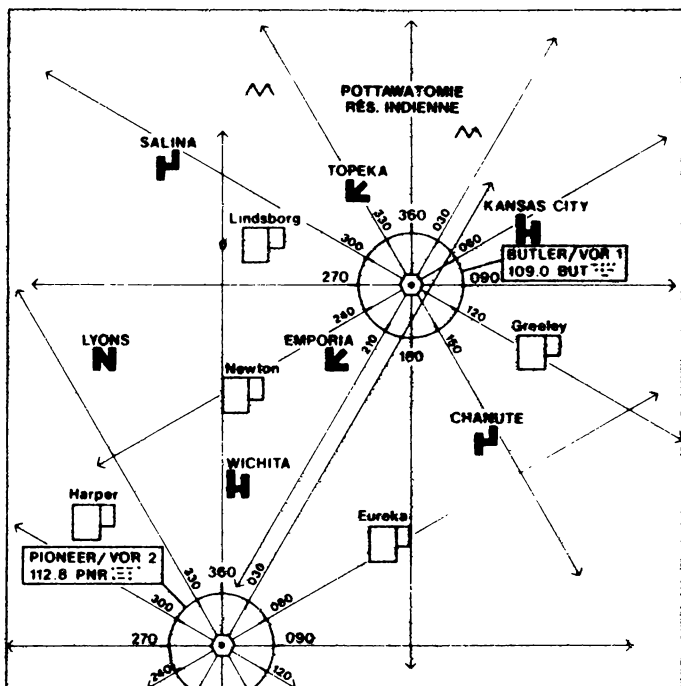 POTTAWATOMIE
RÉS. INDIENNE
SALINA
TOPEKA
KANSAS CITY
Lindsborg
330
360
030
300
060
BUTLER/VOR 1
109.0 BUT
270
090
240
120
210
180
150
Greeley
LYONS
EMPORIA
Newton
CHANUTE
WICHITA
Harper
Eureka
PIONEER/VOR 2
112.8 PNR
330
360
030
300
060
270
090
240
120